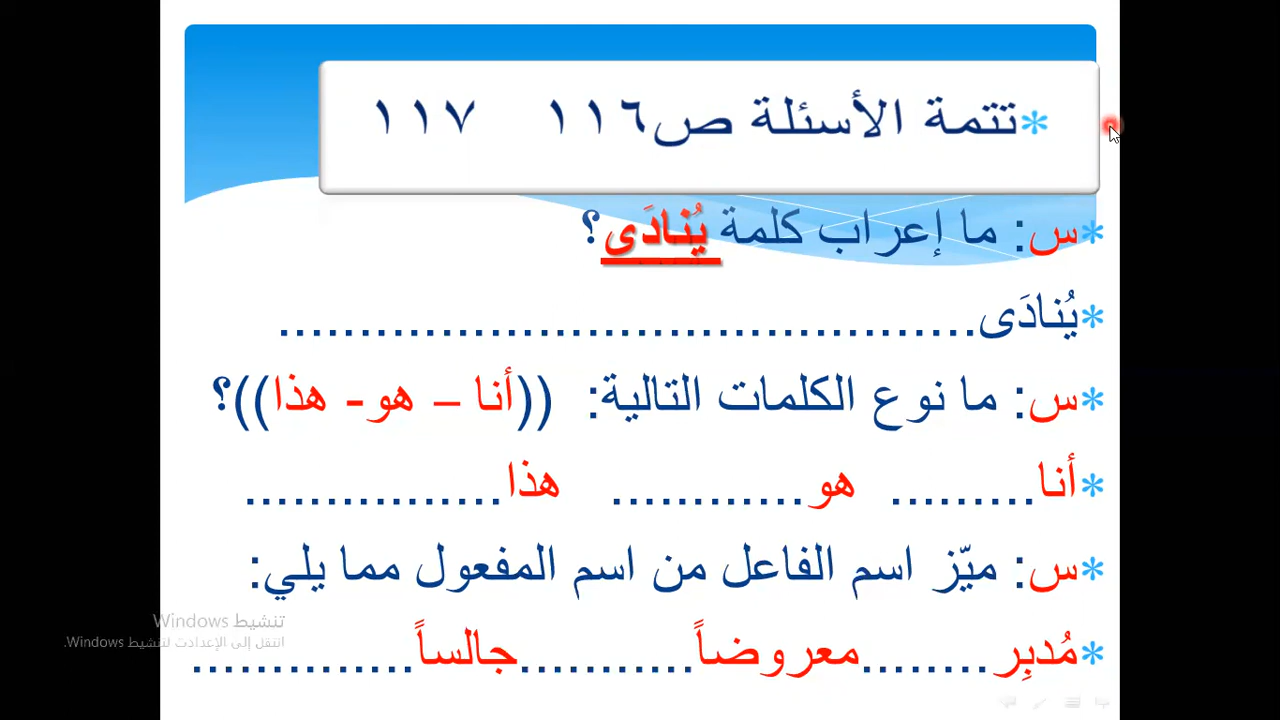 *تتمة الأسئلة ص١١٦ ١١٧
*س: ما إعراب كلمة يُنادَى؟
*يُنادَى...........................................
*س: ما نوع الكلمات التالية: ((أنا – هو- هذا))؟
*أنا......... هو............ هذا................
*س: ميّز اسم الفاعل من اسم المفعول مما يلي:
*مُدبِر........معروضاً...........جالساً..............
تنشيط Windows
انتقل إلى الإعدادات لتنشيط Windows.